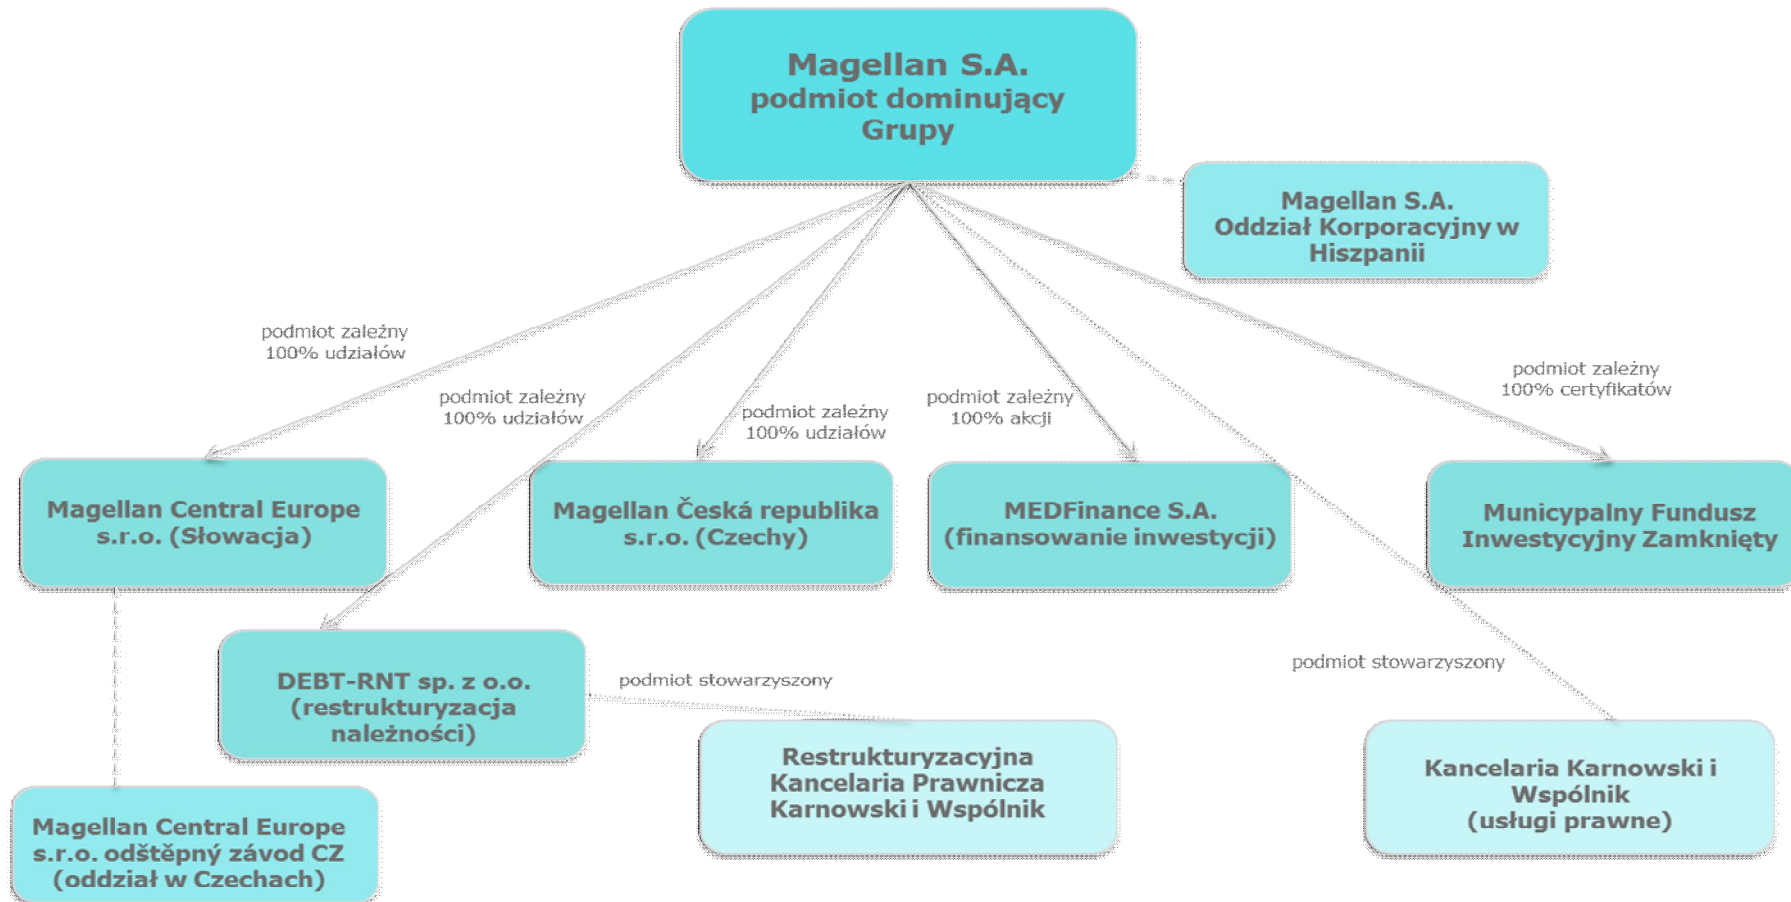 Magellan S.A.
podmiot dominujący
Grupy
Magellan S.A.
Oddział Korporacyjny w
Hiszpanii
podmiot zależny
100% udziałów
podmiot zależny
100% udziałów
podmiot zależny
100% udziałów
podmiot zależny
100% akcji
podmiot zależny
100% certyfikatów
Magellan Central Europe
s.r.o. (Słowacja)
Magellan Česká republika
s.r.o. (Czechy)
MEDFinance S.A.
(finansowanie inwestycji)
Municypalny Fundusz
Inwestycyjny Zamknięty
DEBT-RNT sp. z o.o.
(restrukturyzacja
należności)
podmiot stowarzyszony
podmiot stowarzyszony
Restrukturyzacyjna
Kancelaria Prawnicza
Karnowski i Wspólnik
Kancelaria Karnowski i
Wspólnik
(usługi prawne)
Magellan Central Europe
s.r.o. odštěpný závod CZ
(oddział w Czechach)